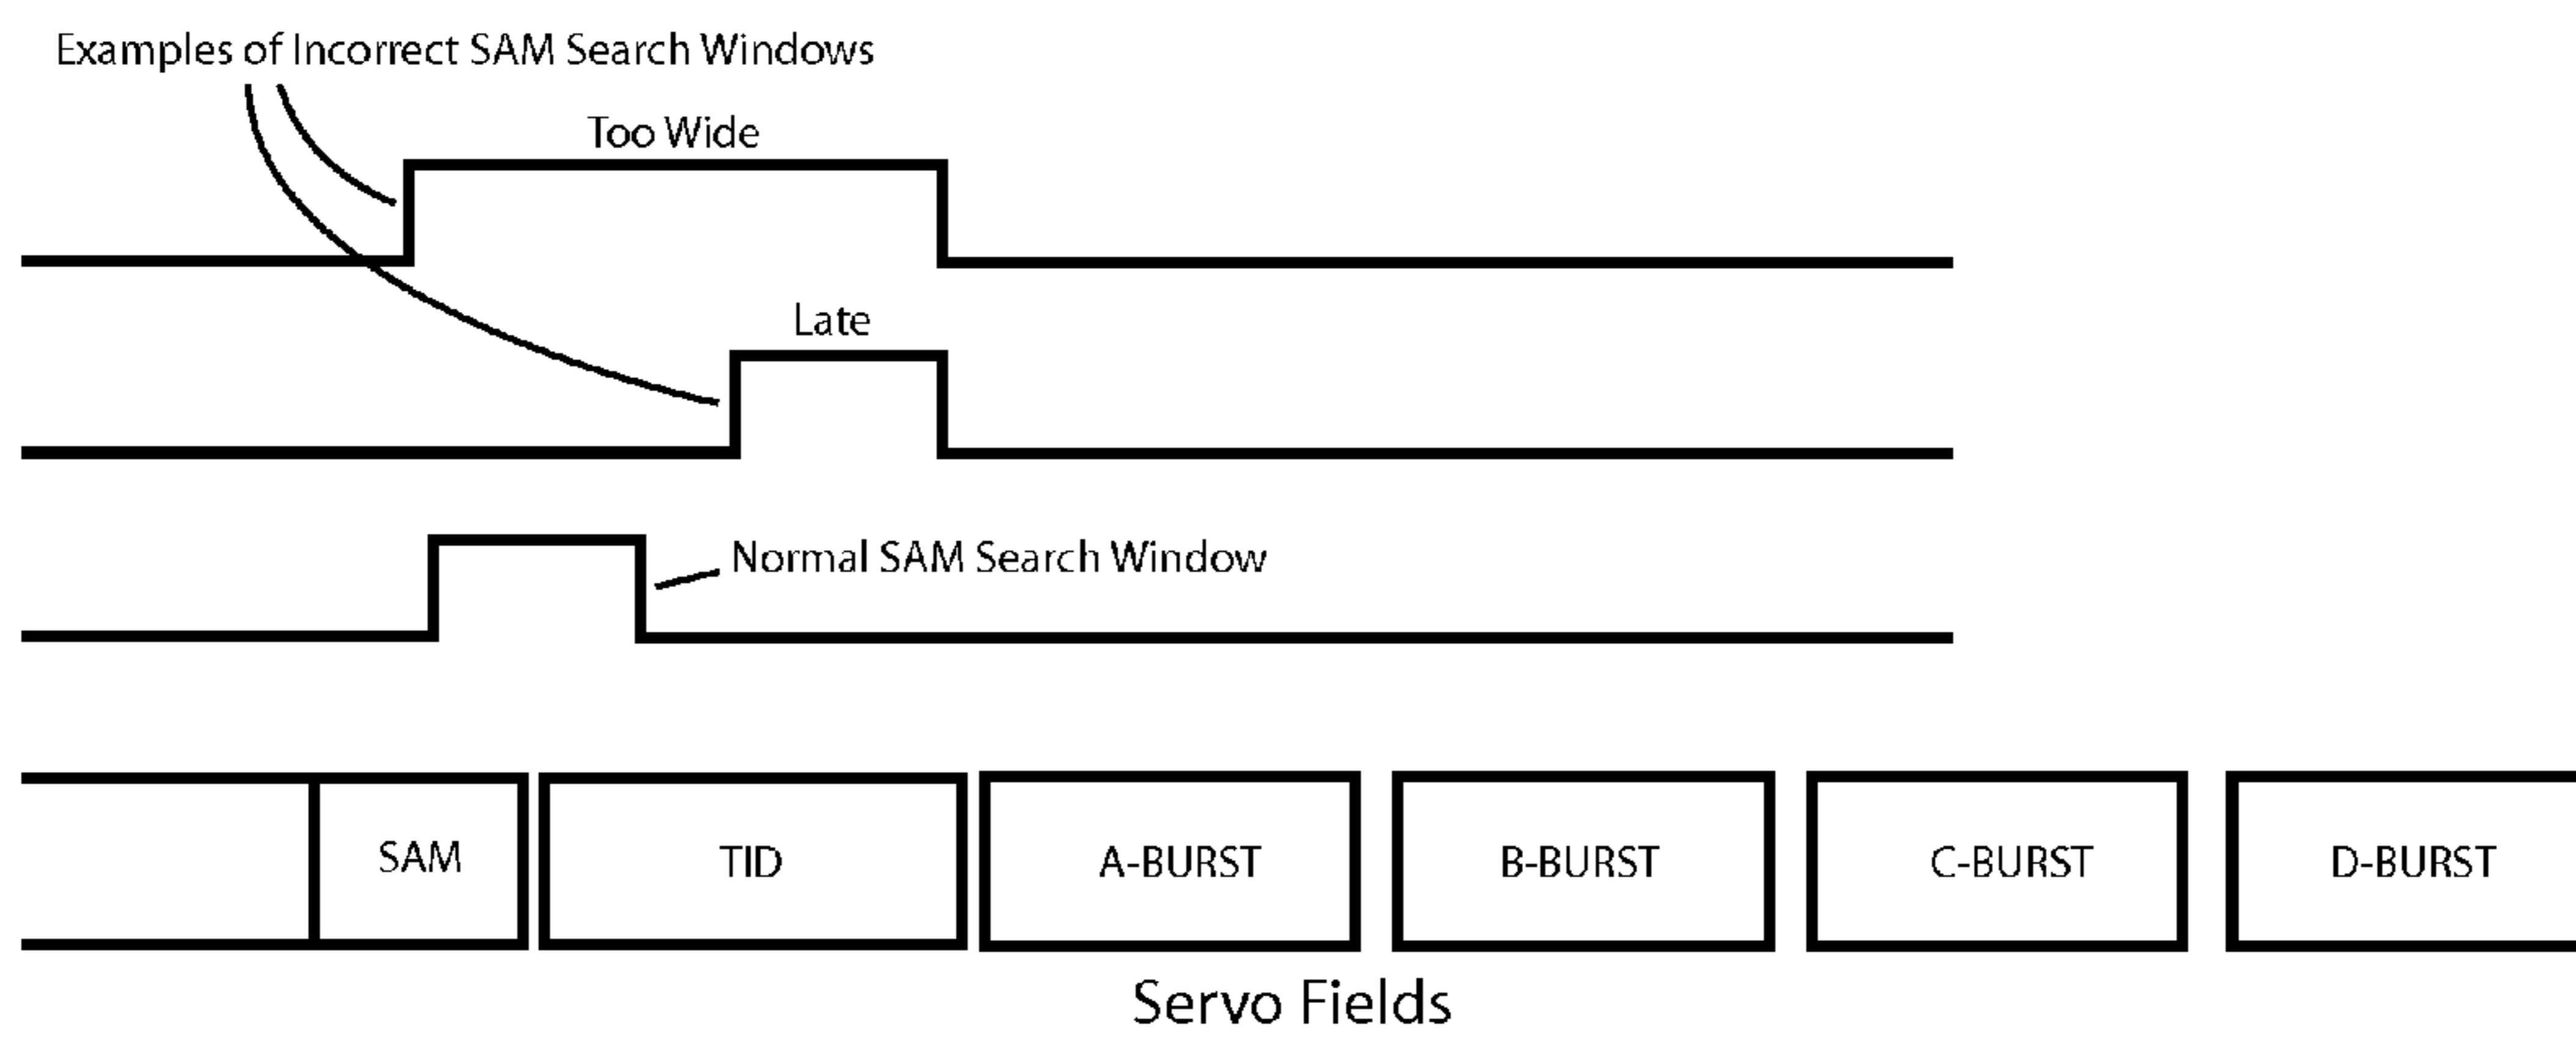 Examples of Incorrect SAM Search Windows
Too Wide
Late
Normal SAM Search Window
SAM
TID
A-BURST
B-BURST
C-BURST
D-BURST
Servo Fields